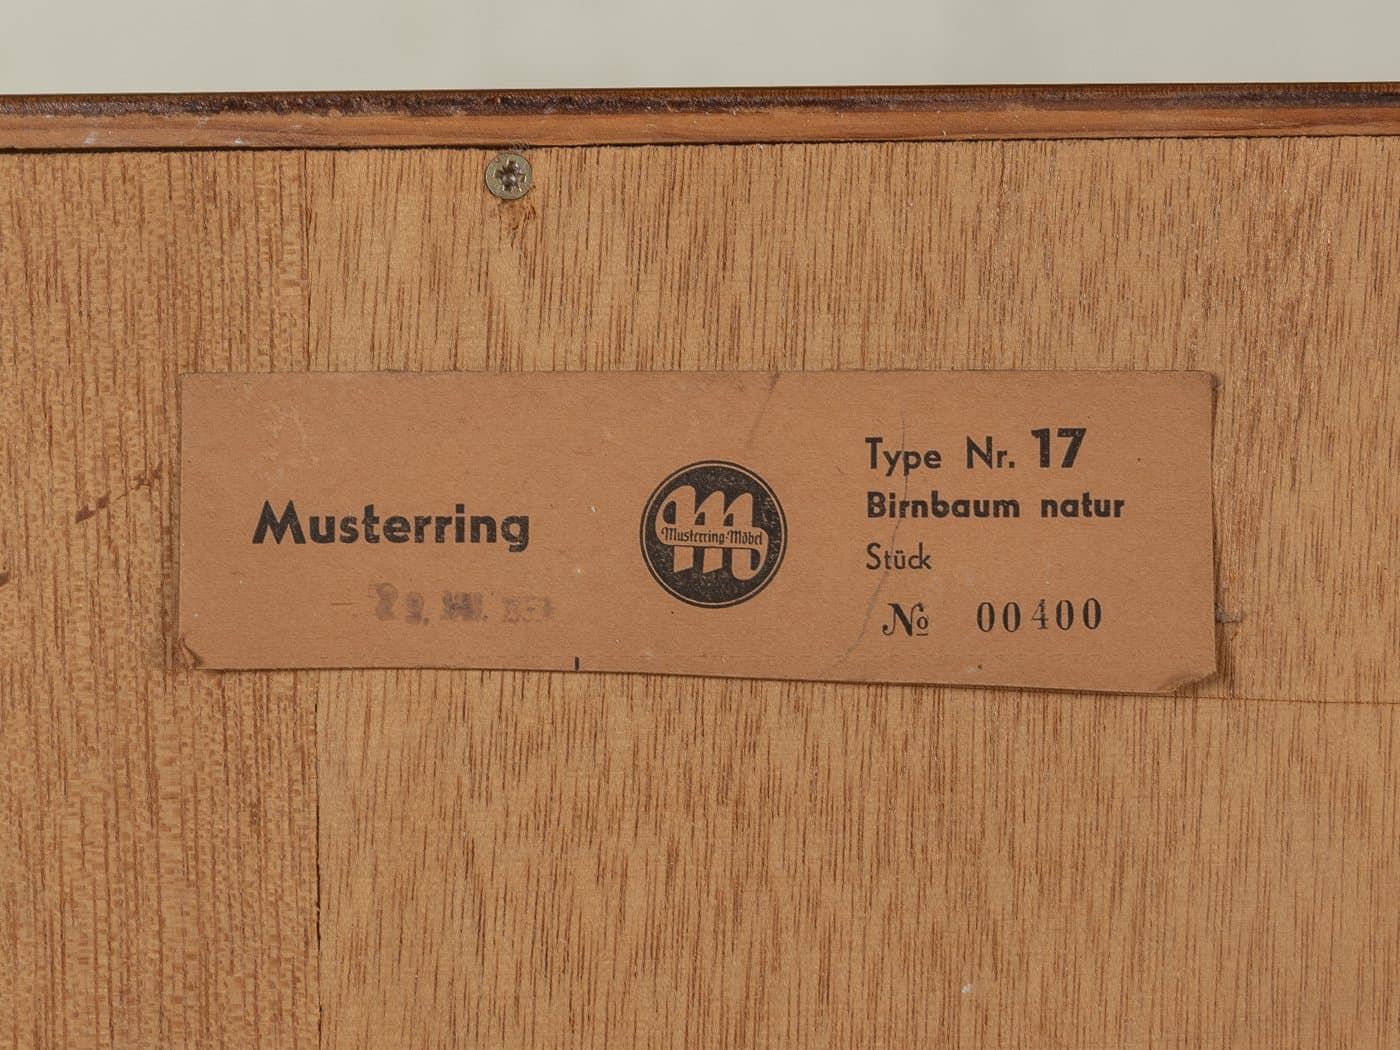 Musterring
Musterring-Möbel
Type Nr. 17
Birnbaum natur
Stück
№ 00400